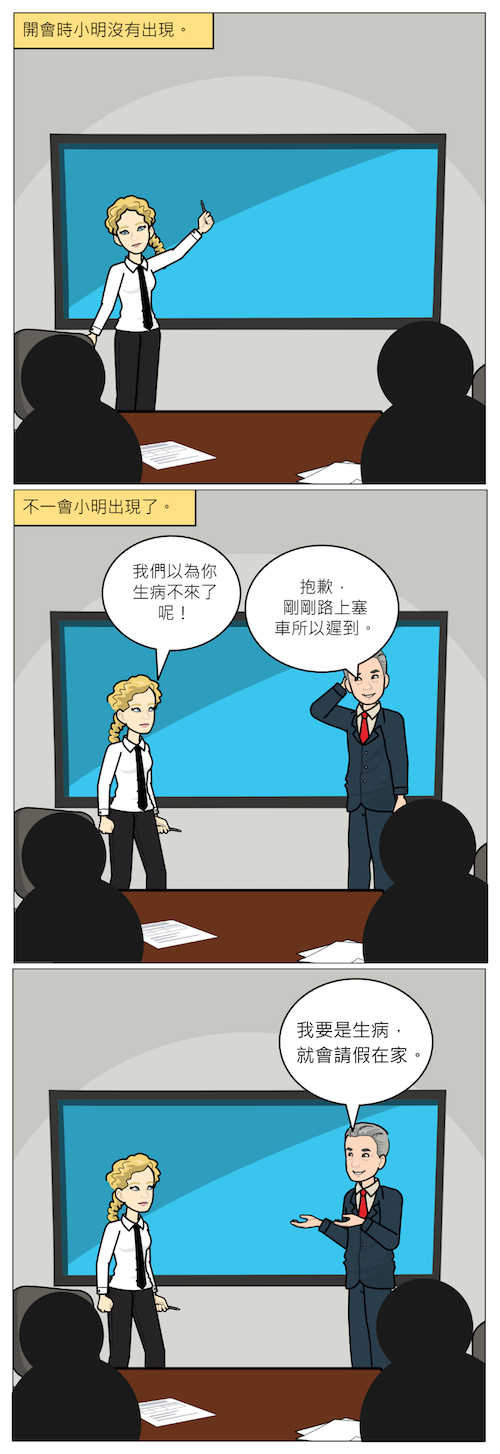 開會時小明沒有出現。
不一會小明出現了。
我們以為你
生病不來了
呢！
抱歉，
剛剛路上塞
車所以遲到。
我要是生病，
就會請假在家。